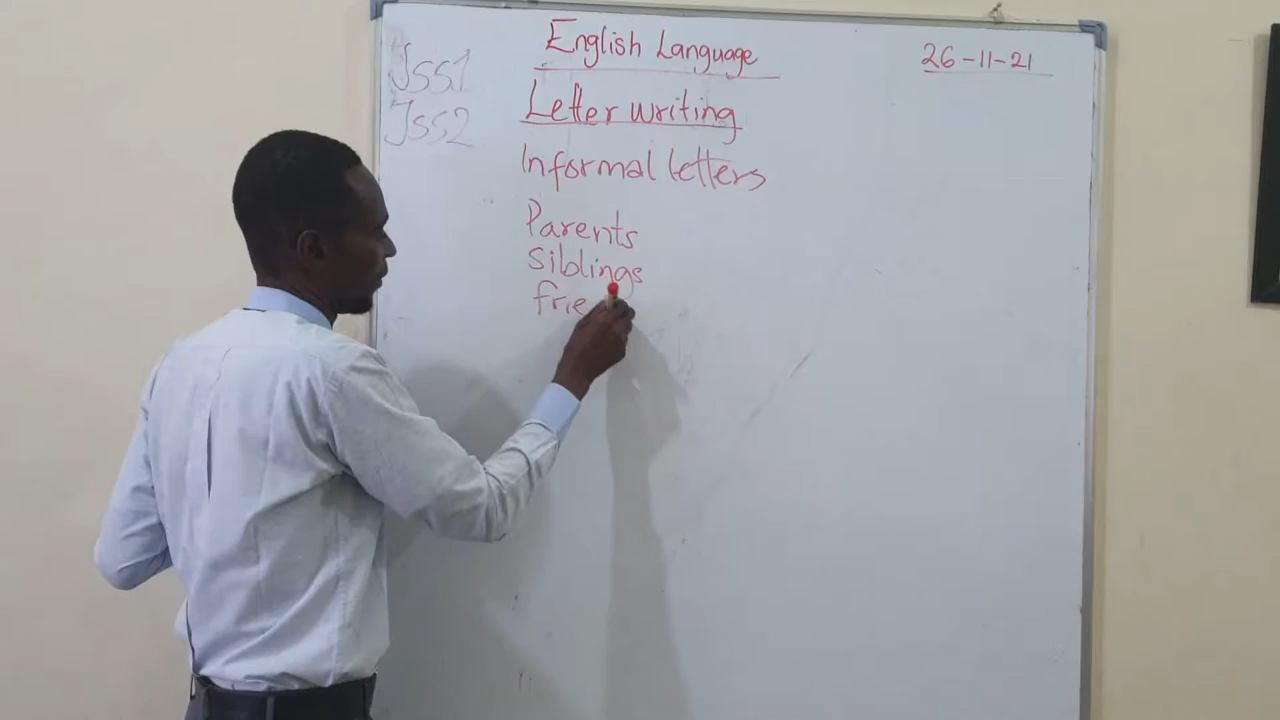 Jss1
Jss2
English Language
26-11-21
Letter writing
Informal letters
Parents
Siblings
frie